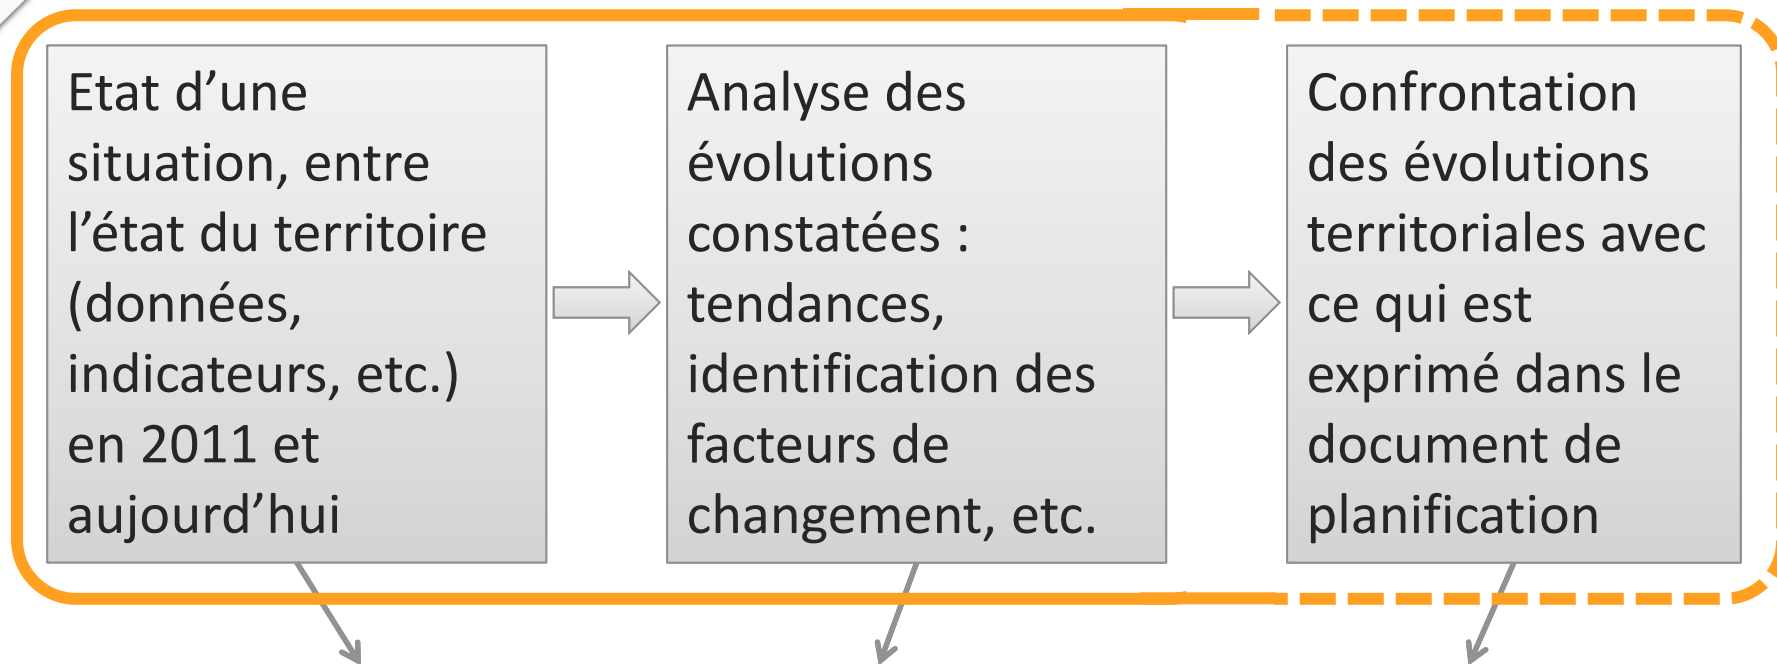 Etat d’une
situation, entre
l’état du territoire
(données,
indicateurs, etc.)
en 2011 et
aujourd’hui
Analyse des
évolutions
constatées :
tendances,
identification des
facteurs de
changement, etc.
Confrontation
des évolutions
territoriales avec
ce qui est
exprimé dans le
document de
planification